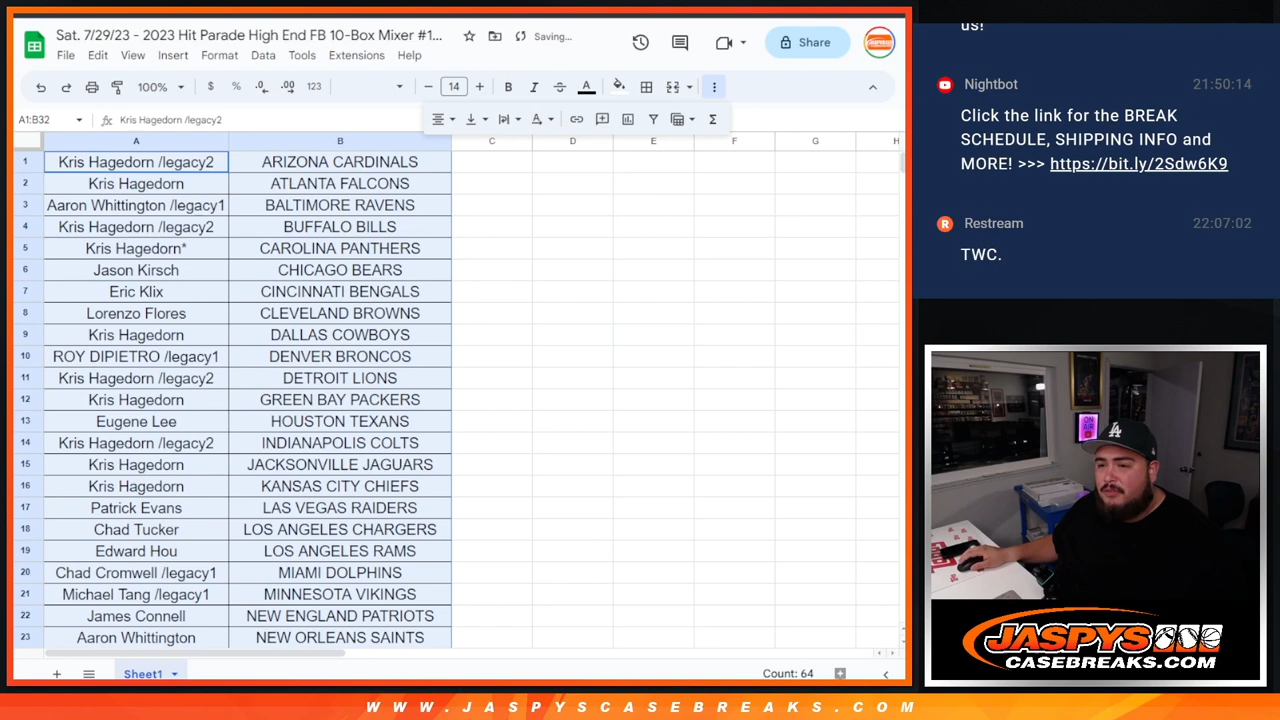 Sat. 7/29/23 - 2023 Hit Parade High End FB 10-Box Mixer #1...
Saving...
File Edit View Insert Format Data Tools Extensions Help
Share
100% $ % .0 .00 123 14 B I S A
A1:B32 fx Kris Hagedorn /legacy2
A B C D E F G H
1 Kris Hagedorn /legacy2 ARIZONA CARDINALS
2 Kris Hagedorn ATLANTA FALCONS
3 Aaron Whittington /legacy1 BALTIMORE RAVENS
4 Kris Hagedorn /legacy2 BUFFALO BILLS
5 Kris Hagedorn* CAROLINA PANTHERS
6 Jason Kirsch CHICAGO BEARS
7 Eric Klix CINCINNATI BENGALS
8 Lorenzo Flores CLEVELAND BROWNS
9 Kris Hagedorn DALLAS COWBOYS
10 ROY DIPIETRO /legacy1 DENVER BRONCOS
11 Kris Hagedorn /legacy2 DETROIT LIONS
12 Kris Hagedorn GREEN BAY PACKERS
13 Eugene Lee HOUSTON TEXANS
14 Kris Hagedorn /legacy2 INDIANAPOLIS COLTS
15 Kris Hagedorn JACKSONVILLE JAGUARS
16 Kris Hagedorn KANSAS CITY CHIEFS
17 Patrick Evans LAS VEGAS RAIDERS
18 Chad Tucker LOS ANGELES CHARGERS
19 Edward Hou LOS ANGELES RAMS
20 Chad Cromwell /legacy1 MIAMI DOLPHINS
21 Michael Tang /legacy1 MINNESOTA VIKINGS
22 James Connell NEW ENGLAND PATRIOTS
23 Aaron Whittington NEW ORLEANS SAINTS
Sheet1 Count: 64
us!
Nightbot 21:50:14
Click the link for the BREAK
SCHEDULE, SHIPPING INFO and
MORE! >>> https://bit.ly/2Sdw6K9
Restream 22:07:02
TWC.
ON
AIR
LA
JASPYS
CASEBREAKS.COM
WWW.JASPYSCASEBREAKS.COM